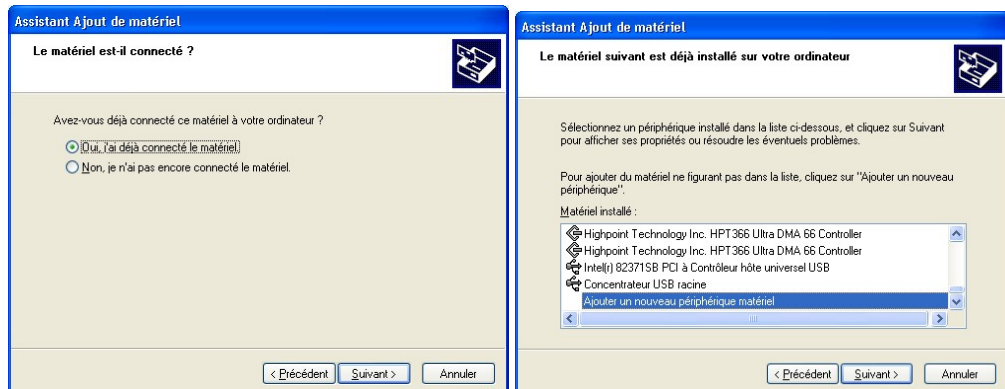 Assistant Ajout de matériel
Le matériel est-il connecté ?
Avez-vous déjà connecté ce matériel à votre ordinateur ?
Oui, j'ai déjà connecté le matériel.
Non, je n'ai pas encore connecté le matériel.
< Précédent
Suivant >
Annuler
Assistant Ajout de matériel
Le matériel suivant est déjà installé sur votre ordinateur
Sélectionnez un périphérique installé dans la liste ci-dessous, et cliquez sur Suivant
pour afficher ses propriétés ou résoudre les éventuels problèmes.
Pour ajouter du matériel ne figurant pas dans la liste, cliquez sur "Ajouter un nouveau
périphérique".
Matériel installé :
Highpoint Technology Inc. HPT366 Ultra DMA 66 Controller
Highpoint Technology Inc. HPT366 Ultra DMA 66 Controller
Intel(r) 82371SB PCI à Contrôleur hôte universel USB
Concentrateur USB racine
Ajouter un nouveau périphérique matériel
< Précédent
Suivant >
Annuler